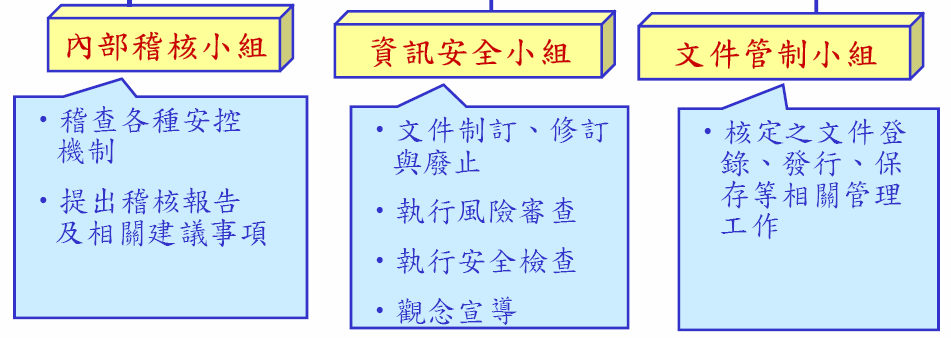 內部稽核小組
• 稽查各種安控
機制
• 提出稽核報告
及相關建議事項
資訊安全小組
• 文件制訂、修訂
與廢止
• 執行風險審查
• 執行安全檢查
• 觀念宣導
文件管制小組
• 核定之文件登
錄、發行、保
存等相關管理
工作